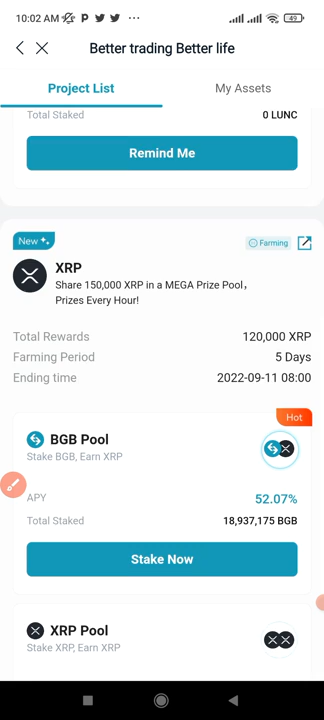 10:02 AM
49
Better trading Better life
Project List
My Assets
Total Staked
0 LUNC
Remind Me
New
Farming
XRP
Share 150,000 XRP in a MEGA Prize Pool，
Prizes Every Hour!
Total Rewards
120,000 XRP
Farming Period
5 Days
Ending time
2022-09-11 08:00
Hot
BGB Pool
Stake BGB, Earn XRP
APY
52.07%
Total Staked
18,937,175 BGB
Stake Now
XRP Pool
Stake XRP, Earn XRP